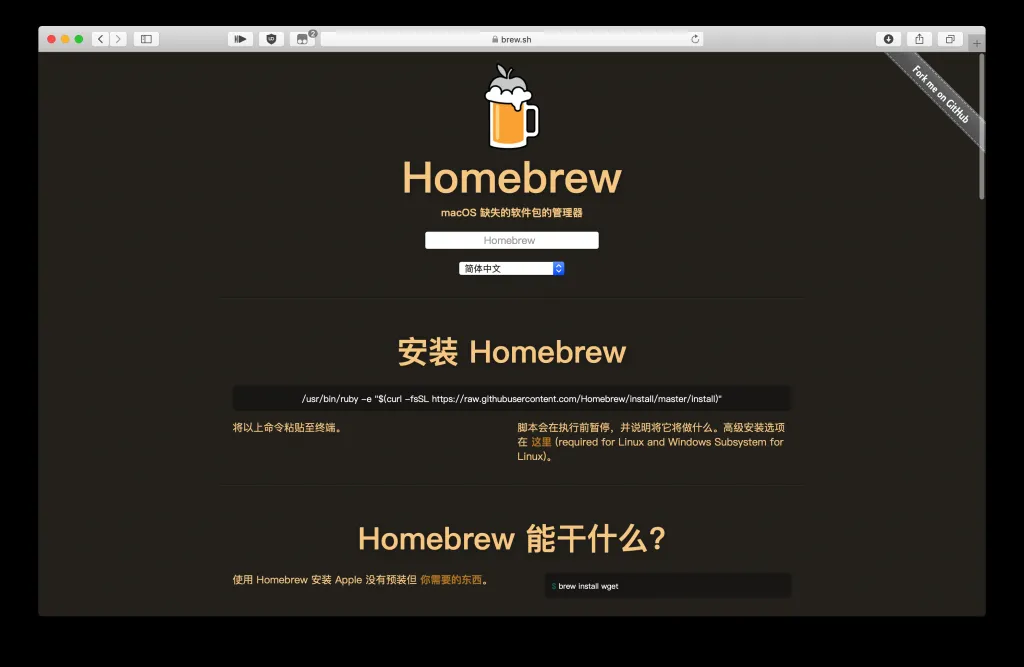 2
brew.sh
Fork me on GitHub
Homebrew
macOS 缺失的软件包的管理器
Homebrew
简体中文
安装 Homebrew
/usr/bin/ruby -e "$(curl -fsSL https://raw.githubusercontent.com/Homebrew/install/master/install)"
将以上命令粘贴至终端。
脚本会在执行前暂停，并说明将它将做什么。高级安装选项
在 这里 (required for Linux and Windows Subsystem for
Linux)。
Homebrew 能干什么？
使用 Homebrew 安装 Apple 没有预装但 你需要的东西。
$ brew install wget